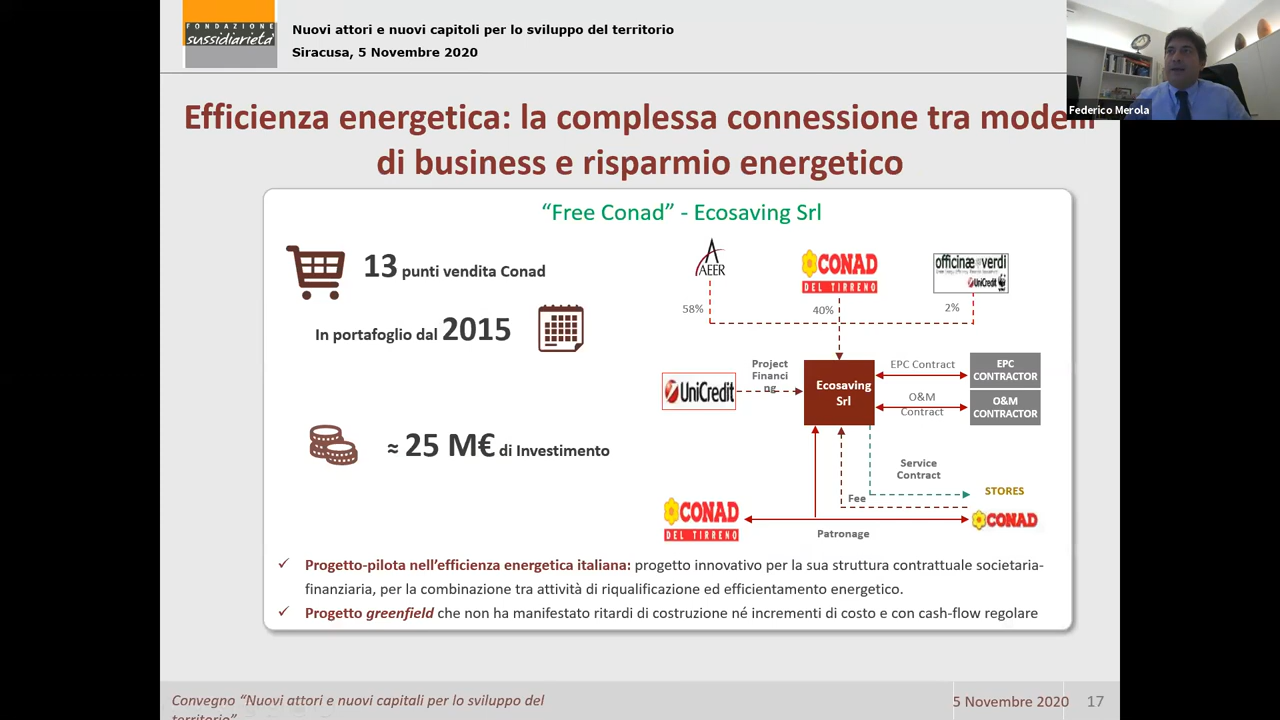 FONDAZIONE
sussidiarietà
Nuovi attori e nuovi capitoli per lo sviluppo del territorio
Siracusa, 5 Novembre 2020
Federico Merola
Efficienza energetica: la complessa connessione tra modelli
di business e risparmio energetico
“Free Conad” - Ecosaving Srl
13 punti vendita Conad
In portafoglio dal 2015
≈ 25 M€ di Investimento
AEER
CONAD
DEL TIRRENO
officinæ verdi
UniCredit
58%
40%
2%
UniCredit
Project
Financi
ng
Ecosaving
Srl
EPC Contract
EPC
CONTRACTOR
O&M
Contract
O&M
CONTRACTOR
Service
Contract
Fee
STORES
CONAD
CONAD
DEL TIRRENO
Patronage
✓ Progetto-pilota nell’efficienza energetica italiana: progetto innovativo per la sua struttura contrattuale societaria-
finanziaria, per la combinazione tra attività di riqualificazione ed efficientamento energetico.
✓ Progetto greenfield che non ha manifestato ritardi di costruzione né incrementi di costo e con cash-flow regolare
Convegno “Nuovi attori e nuovi capitali per lo sviluppo del
territorio”
5 Novembre 2020
17